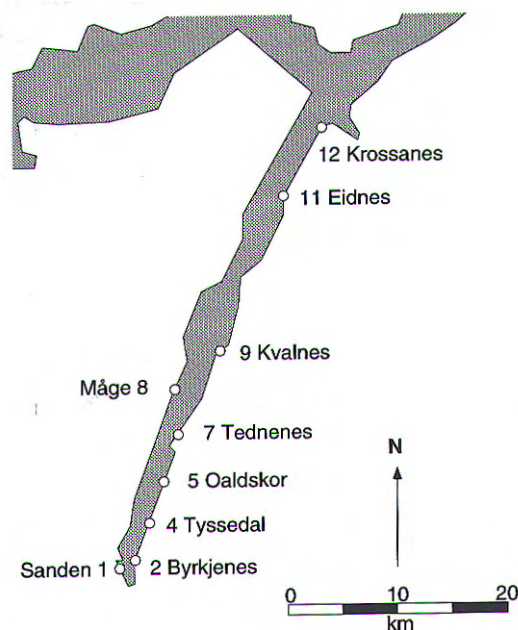 12 Krossanes
11 Eidnes
9 Kvalnes
Måge 8
7 Tednenes
N
5 Oaldskor
4 Tyssedal
Sanden 1
2 Byrkjenes
0 10 20
km